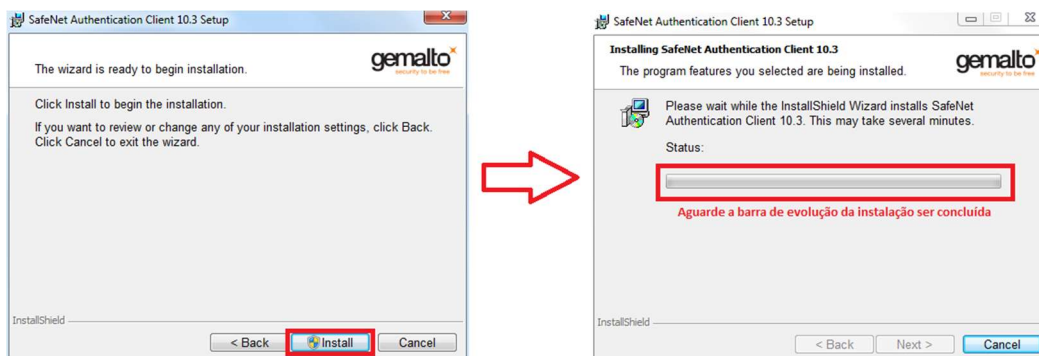 SafeNet Authentication Client 10.3 Setup
The wizard is ready to begin installation.
gemalto
security to be free
Click Install to begin the installation.
If you want to review or change any of your installation settings, click Back.
Click Cancel to exit the wizard.
InstallShield
< Back Install Cancel
SafeNet Authentication Client 10.3 Setup
Installing SafeNet Authentication Client 10.3
The program features you selected are being installed.
gemalto
security to be free
Please wait while the InstallShield Wizard installs SafeNet
Authentication Client 10.3. This may take several minutes.
Status:
Aguarde a barra de evolução da instalação ser concluída
InstallShield
< Back Next > Cancel